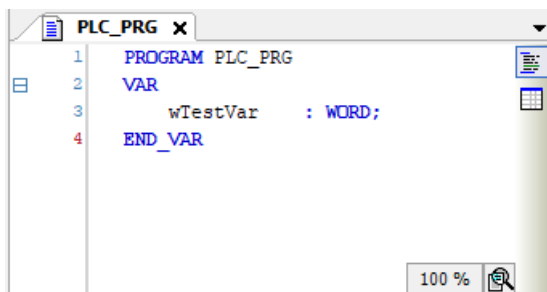 PLC_PRG X
1 PROGRAM PLC_PRG
2 VAR
3 wTestVar : WORD;
4 END_VAR
100 %